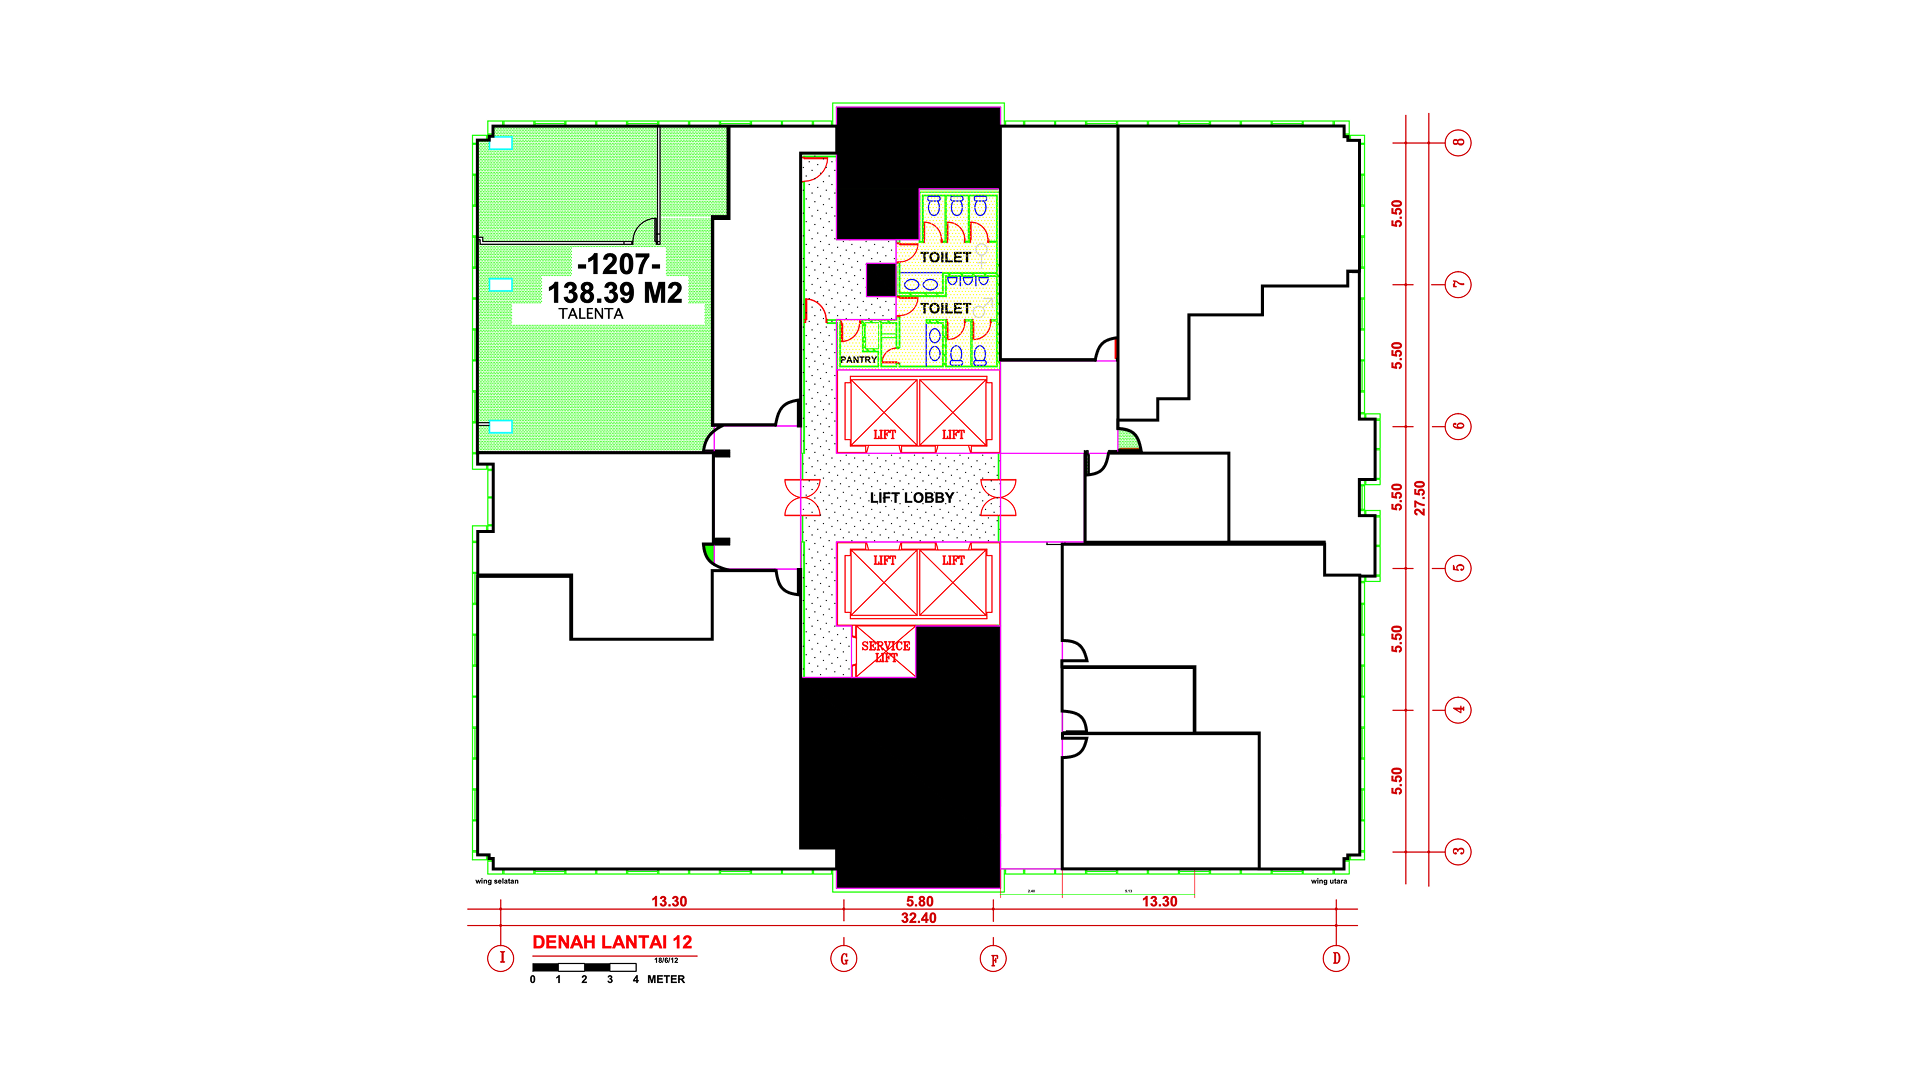 -1207-
138.39 M2
TALENTA
TOILET
TOILET
PANTRY
LIFT
LIFT
LIFT LOBBY
LIFT
LIFT
SERVICE
LIFT
8
7
6
5
4
3
5.50
5.50
5.50
27.50
5.50
5.50
wing selatan
wing utara
2.40
5.13
13.30
5.80
13.30
32.40
I
G
F
D
DENAH LANTAI 12
18/6/12
0 1 2 3 4 METER